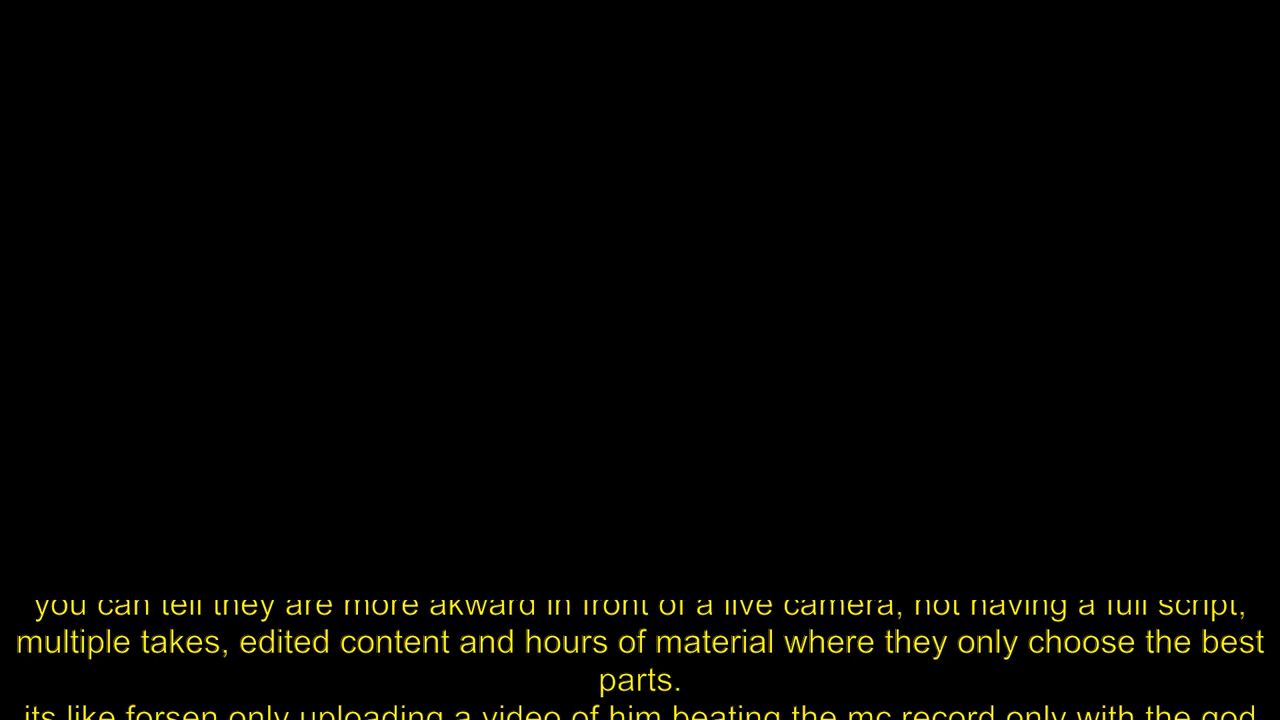 you can tell they are more akward in front of a live camera, not having a full script,
multiple takes, edited content and hours of material where they only choose the best
parts.
its like forsen only uploading a video of him beating the mc record only with the god